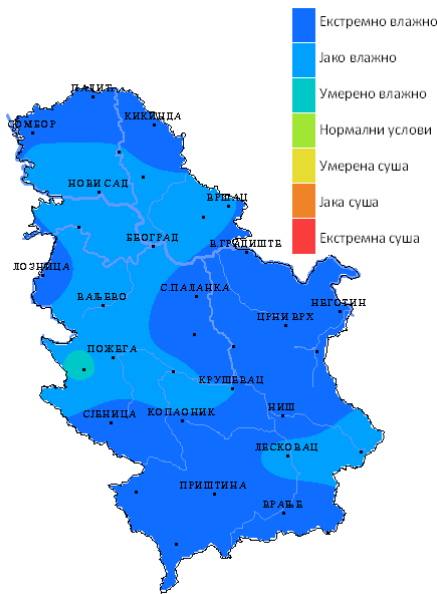 Екстремно влажно
Јако влажно
Умерено влажно
Нормални услови
Умерена суша
Јака суша
Екстремна суша
ПАЛИЋ
СОМБОР
КИКИНДА
НОВИ САД
ВРШАЦ
БЕОГРАД
В.ГРАДИШТЕ
ЛОЗНИЦА
ВАЉЕВО
С.ПАЛАНКА
НЕГОТИН
ЦРНИ ВРХ
ПОЖЕГА
КРУШЕВАЦ
СЈЕНИЦА
КОПАОНИК
НИШ
ЛЕСКОВАЦ
ПРИШТИНА
ВРАЊЕ